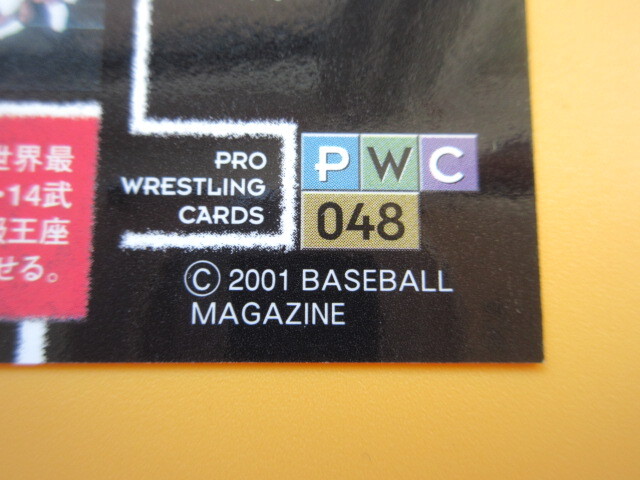 世界最
・14武
級王座
せる。
PRO
WRESTLING
CARDS
PWC
048
© 2001 BASEBALL
MAGAZINE